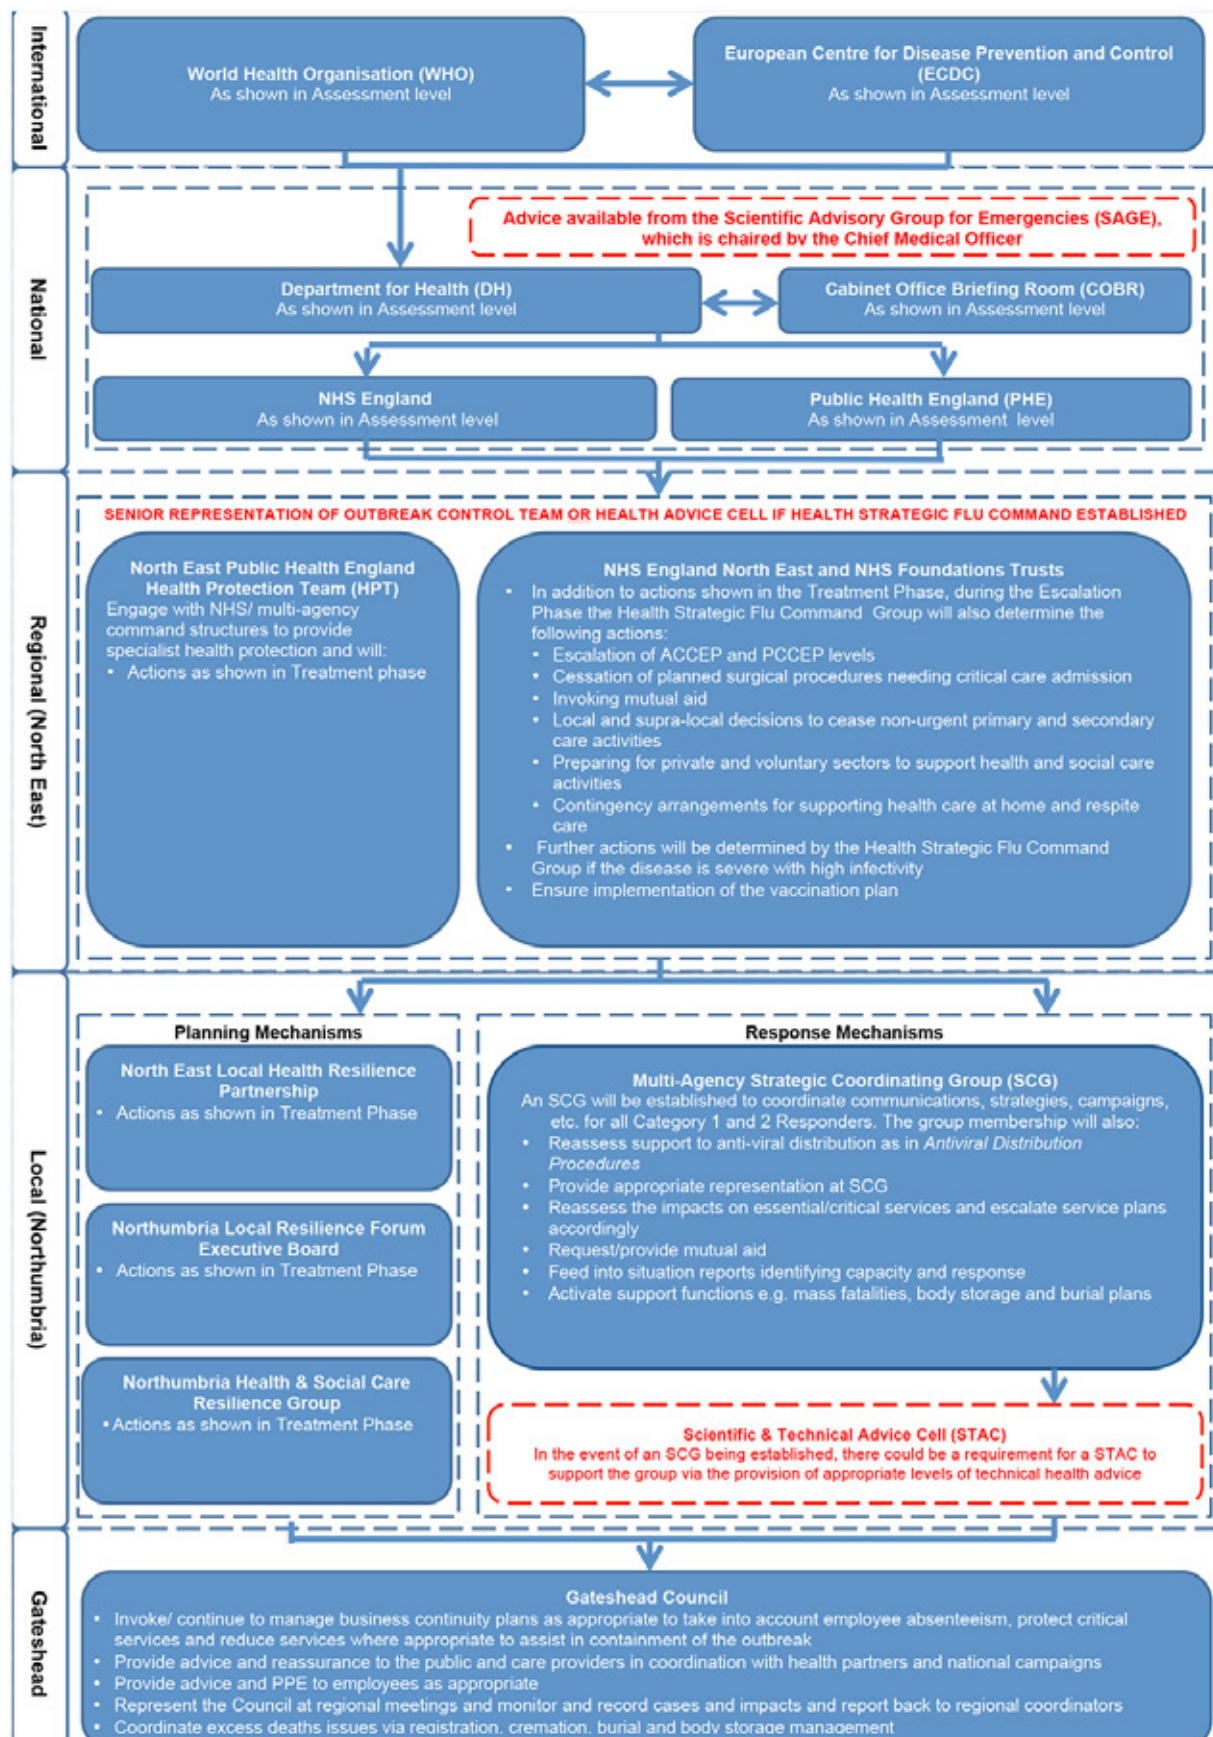 International
World Health Organisation (WHO)
As shown in Assessment level
European Centre for Disease Prevention and Control
(ECDC)
As shown in Assessment level
National
Advice available from the Scientific Advisory Group for Emergencies (SAGE),
which is chaired by the Chief Medical Officer
Department for Health (DH)
As shown in Assessment level
Cabinet Office Briefing Room (COBR)
As shown in Assessment level
NHS England
As shown in Assessment level
Public Health England (PHE)
As shown in Assessment level
Regional (North East)
SENIOR REPRESENTATION OF OUTBREAK CONTROL TEAM OR HEALTH ADVICE CELL IF HEALTH STRATEGIC FLU COMMAND ESTABLISHED
North East Public Health England
Health Protection Team (HPT)
Engage with NHS/ multi-agency
command structures to provide
specialist health protection and will:
• Actions as shown in Treatment phase
NHS England North East and NHS Foundations Trusts
• In addition to actions shown in the Treatment Phase, during the Escalation
Phase the Health Strategic Flu Command Group will also determine the
following actions:
• Escalation of ACCEP and PCCEP levels
• Cessation of planned surgical procedures needing critical care admission
• Invoking mutual aid
• Local and supra-local decisions to cease non-urgent primary and secondary
care activities
• Preparing for private and voluntary sectors to support health and social care
activities
• Contingency arrangements for supporting health care at home and respite
care
• Further actions will be determined by the Health Strategic Flu Command
Group if the disease is severe with high infectivity
• Ensure implementation of the vaccination plan
Local (Northumbria)
Planning Mechanisms
North East Local Health Resilience
Partnership
• Actions as shown in Treatment Phase
Northumbria Local Resilience Forum
Executive Board
• Actions as shown in Treatment Phase
Northumbria Health & Social Care
Resilience Group
• Actions as shown in Treatment Phase
Response Mechanisms
Multi-Agency Strategic Coordinating Group (SCG)
An SCG will be established to coordinate communications, strategies, campaigns,
etc. for all Category 1 and 2 Responders. The group membership will also:
• Reassess support to anti-viral distribution as in Antiviral Distribution
Procedures
• Provide appropriate representation at SCG
• Reassess the impacts on essential/critical services and escalate service plans
accordingly
• Request/provide mutual aid
• Feed into situation reports identifying capacity and response
• Activate support functions e.g. mass fatalities, body storage and burial plans
Scientific & Technical Advice Cell (STAC)
In the event of an SCG being established, there could be a requirement for a STAC to
support the group via the provision of appropriate levels of technical health advice
Gateshead
Gateshead Council
• Invoke/ continue to manage business continuity plans as appropriate to take into account employee absenteeism, protect critical
services and reduce services where appropriate to assist in containment of the outbreak
• Provide advice and reassurance to the public and care providers in coordination with health partners and national campaigns
• Provide advice and PPE to employees as appropriate
• Represent the Council at regional meetings and monitor and record cases and impacts and report back to regional coordinators
• Coordinate excess deaths issues via registration, cremation, burial and body storage management